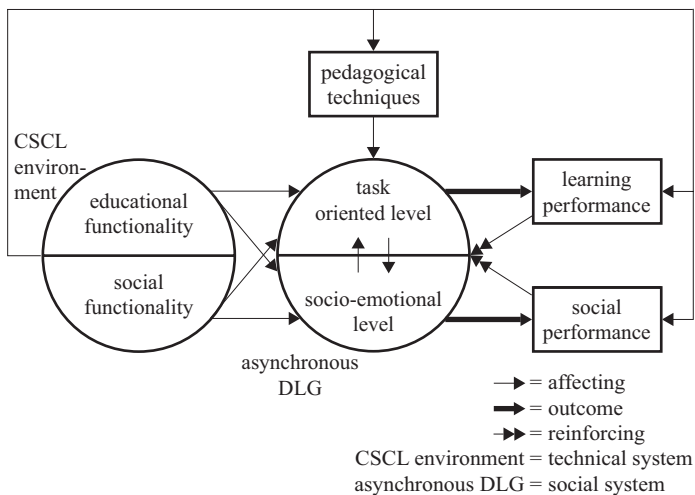 pedagogical
techniques
CSCL
environ-
ment
educational
functionality
social
functionality
task
oriented level
socio-emotional
level
learning
performance
social
performance
asynchronous
DLG
= affecting
= outcome
= reinforcing
CSCL environment = technical system
asynchronous DLG = social system